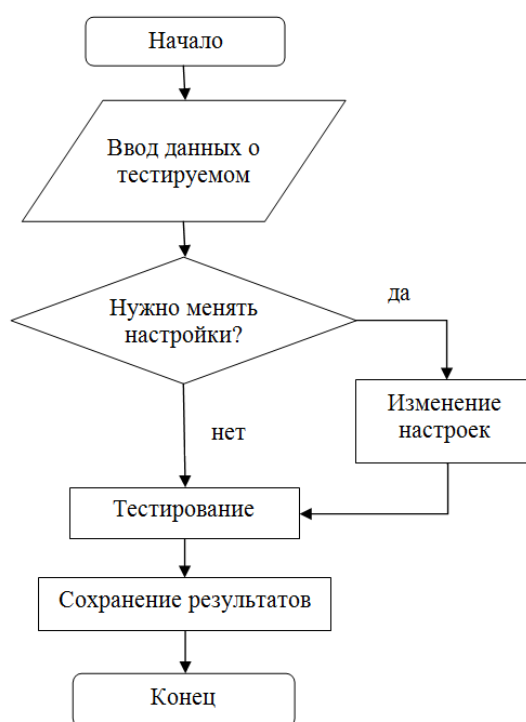 Начало
Ввод данных о
тестируемом
Нужно менять
настройки?
да
Изменение
настроек
нет
Тестирование
Сохранение результатов
Конец